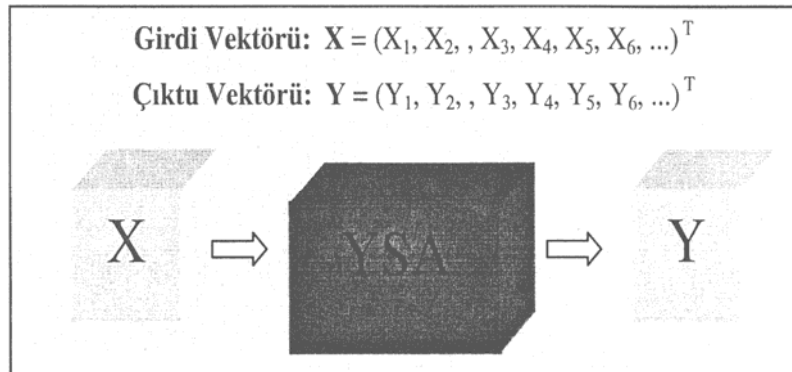 Girdi Vektörü: X = (X₁, X₂, , X₃, X₄, X₅, X₆, ...)ᵀ
Çıktu Vektörü: Y = (Y₁, Y₂, , Y₃, Y₄, Y₅, Y₆, ...)ᵀ
X YSA Y